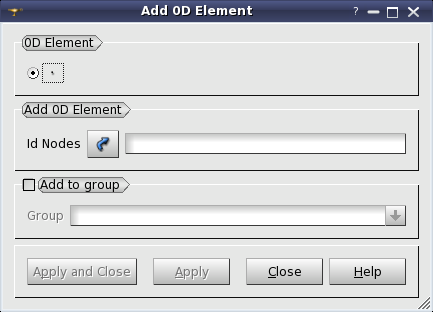 Add 0D Element
0D Element
Add 0D Element
Id Nodes
Add to group
Group
Apply and Close Apply Close Help